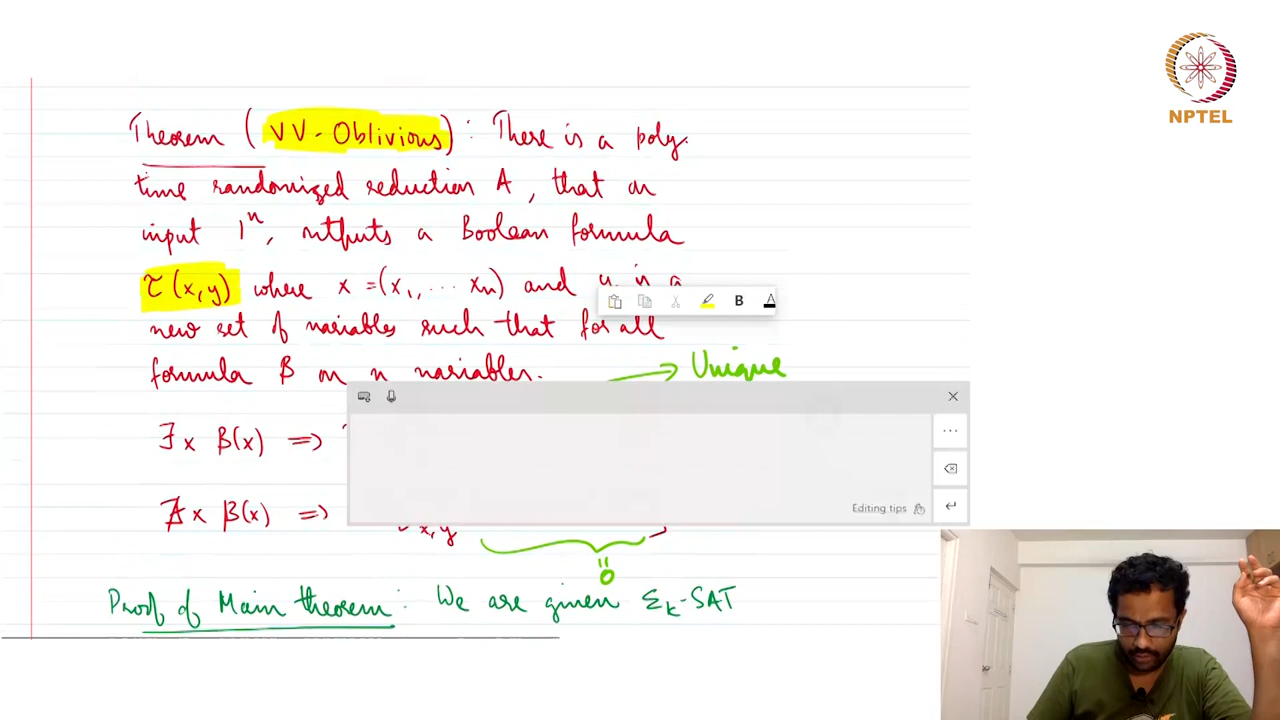 NPTEL
Theorem (VV-Oblivious): There is a poly.
time randomized reduction A, that on
input 1ⁿ, outputs a Boolean formula
τ(x,y) where x = (x₁, ... xₙ) and y is a
B A
new set of variables such that for all
formula β on n variables.
Unique
∃x β(x) ⇒
∄x β(x) ⇒
x,y
Editing tips
"0
Proof of Main theorem: We are given Σₖ-SAT